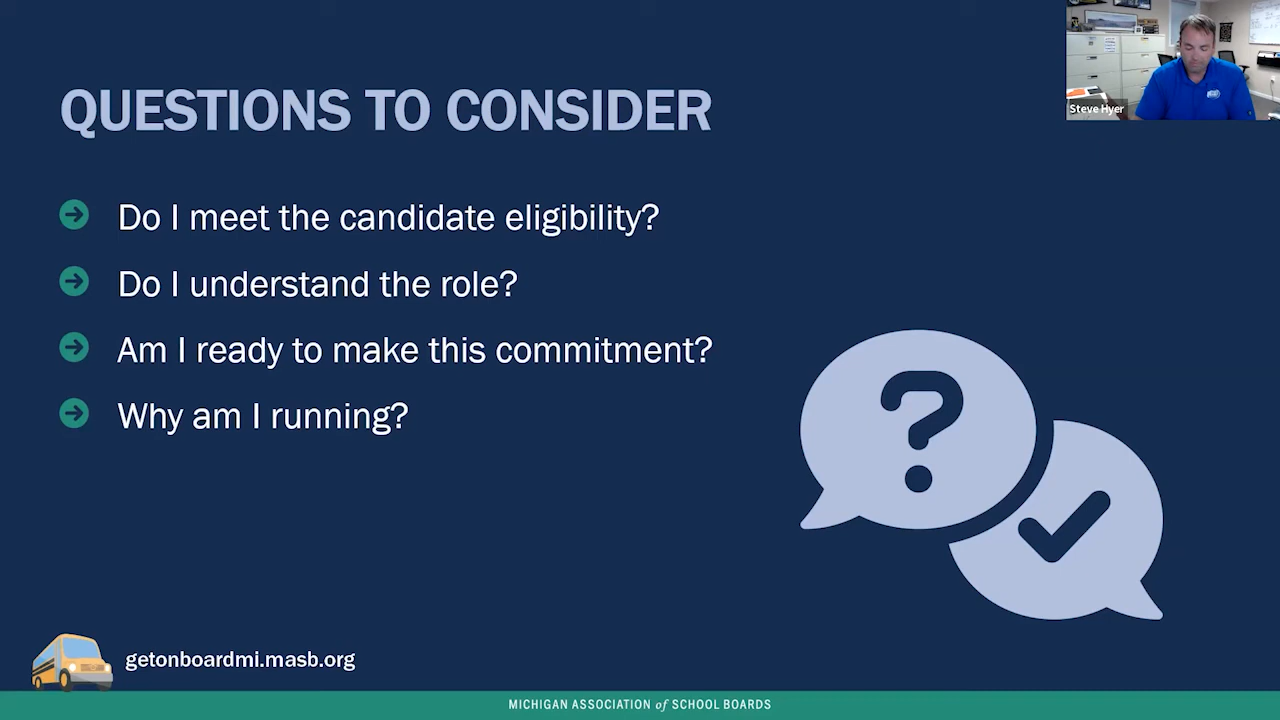 QUESTIONS TO CONSIDER
Steve Hyer
Do I meet the candidate eligibility?
Do I understand the role?
Am I ready to make this commitment?
Why am I running?
getonboardmi.masb.org
MICHIGAN ASSOCIATION of SCHOOL BOARDS